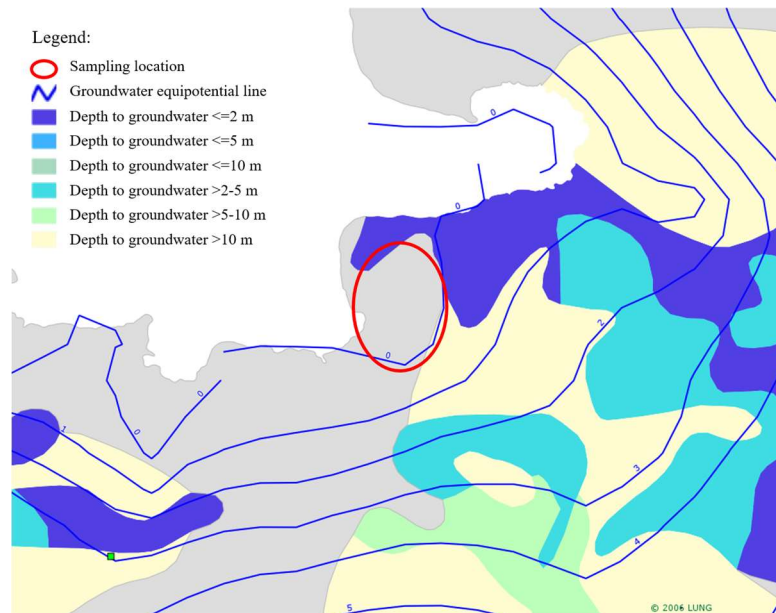 Legend:
Sampling location
Groundwater equipotential line
Depth to groundwater <=2 m
Depth to groundwater <=5 m
Depth to groundwater <=10 m
Depth to groundwater >2-5 m
Depth to groundwater >5-10 m
Depth to groundwater >10 m
0
0
0
0
0
0
1
2
3
4
5
© 2006 LUNG